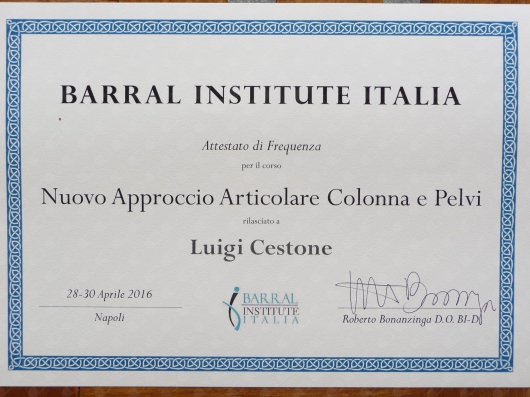 BARRAL INSTITUTE ITALIA
Attestato di Frequenza
per il corso
Nuovo Approccio Articolare Colonna e Pelvi
rilasciato a
Luigi Cestone
28-30 Aprile 2016
Napoli
BARRAL
INSTITUTE
ITALIA
Roberto Bonanzinga D.O. BI-D